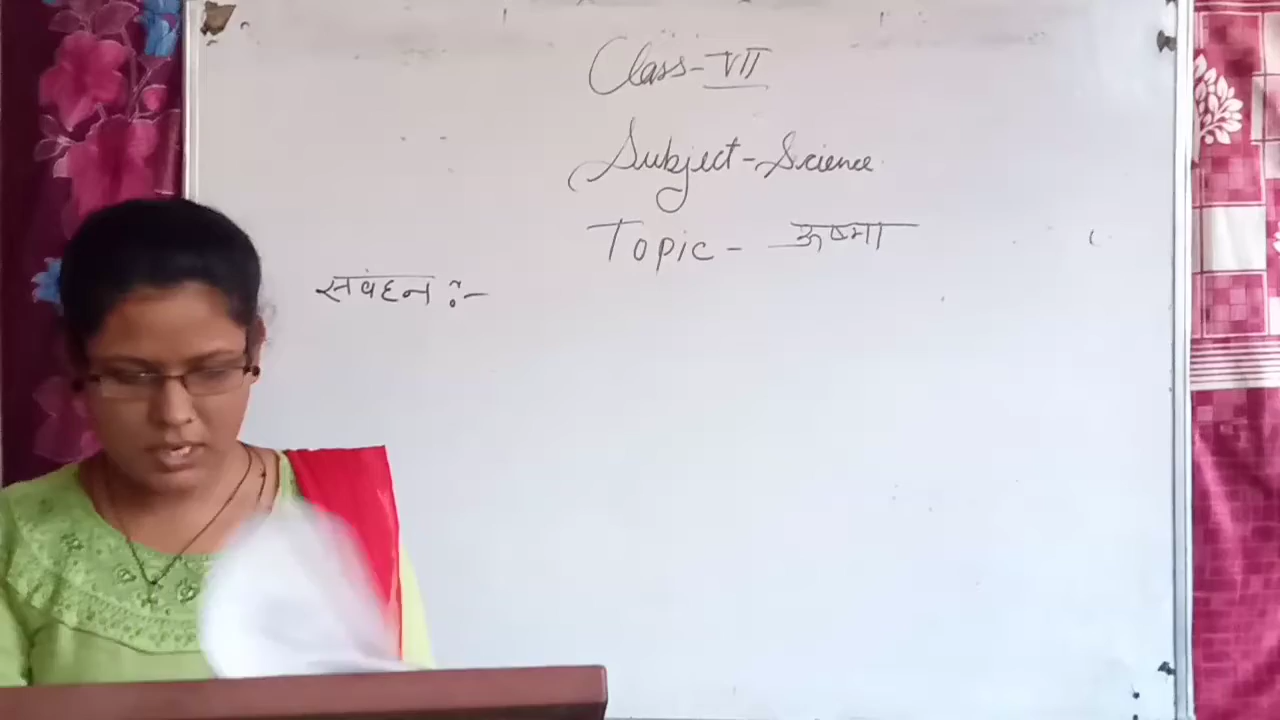 Class-VII
Subject-Science
Topic- ऊष्मा
संवहन :-